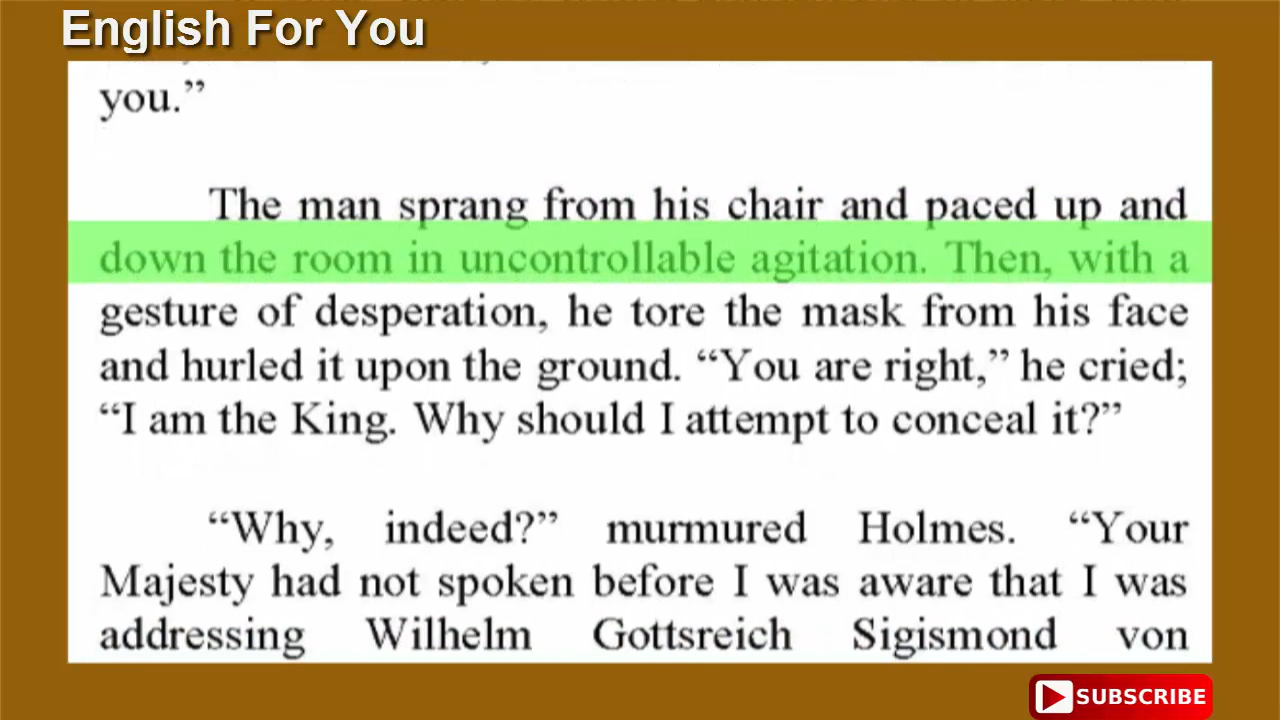 English For You
you.”
The man sprang from his chair and paced up and
down the room in uncontrollable agitation. Then, with a
gesture of desperation, he tore the mask from his face
and hurled it upon the ground. “You are right,” he cried;
“I am the King. Why should I attempt to conceal it?”
“Why, indeed?” murmured Holmes. “Your
Majesty had not spoken before I was aware that I was
addressing Wilhelm Gottsreich Sigismond von
SUBSCRIBE